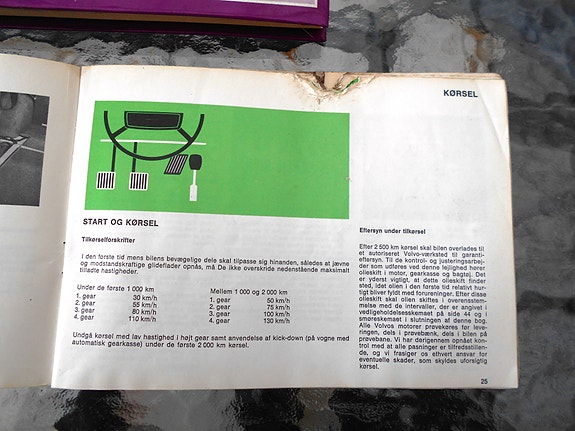 KØRSEL
START OG KØRSEL
Tilkørselforskrifter
I den første tid mens bilens bevægelige dele skal tilpasse sig hinanden, således at jævne
og modstandskraftige glideflader opnås, må De ikke overskride nedenstående maksimalt
tilladte hastigheder.
Under de første 1 000 km
1. gear 30 km/h
2. gear 55 km/h
3. gear 80 km/h
4. gear 110 km/h
Mellem 1 000 og 2 000 km
1. gear 50 km/h
2. gear 75 km/h
3. gear 100 km/h
4. gear 130 km/h
Undgå kørsel med lav hastighed i højt gear samt anvendelse af kick-down (på vogne med
automatisk gearkasse) under de første 2 000 km kørsel.
Eftersyn under tilkørsel
Efter 2 500 km kørsel skal bilen overlades til
et autoriseret Volvo-værksted til garanti-
eftersyn. Til de kontrol- og justeringsarbej-
der som udføres ved denne lejlighed hører
olieskift i motor, gearkasse og bagtøj. Det
er yderst vigtigt, at dette olieskift finder
sted, idet olien i den første tid relativt hur-
tigt bliver fyldt med forureninger. Efter disse
olieskift skal olien skiftes i overensstem-
melse med de intervaller, der er angivet i
vedligeholdelsesskemaet på side 44 og i
smøreskemaet i slutningen af denne bog.
Alle Volvos motorer prøvekøres før leve-
ringen, dels i prøvebænk, dels i bilen på
prøvebane. Vi har derigennem opnået kon-
trol med at alle pasninger er tilfredsstillen-
de, og vi frasiger os ethvert ansvar for
eventuelle skader, som skyldes uforsigtig
kørsel.
25